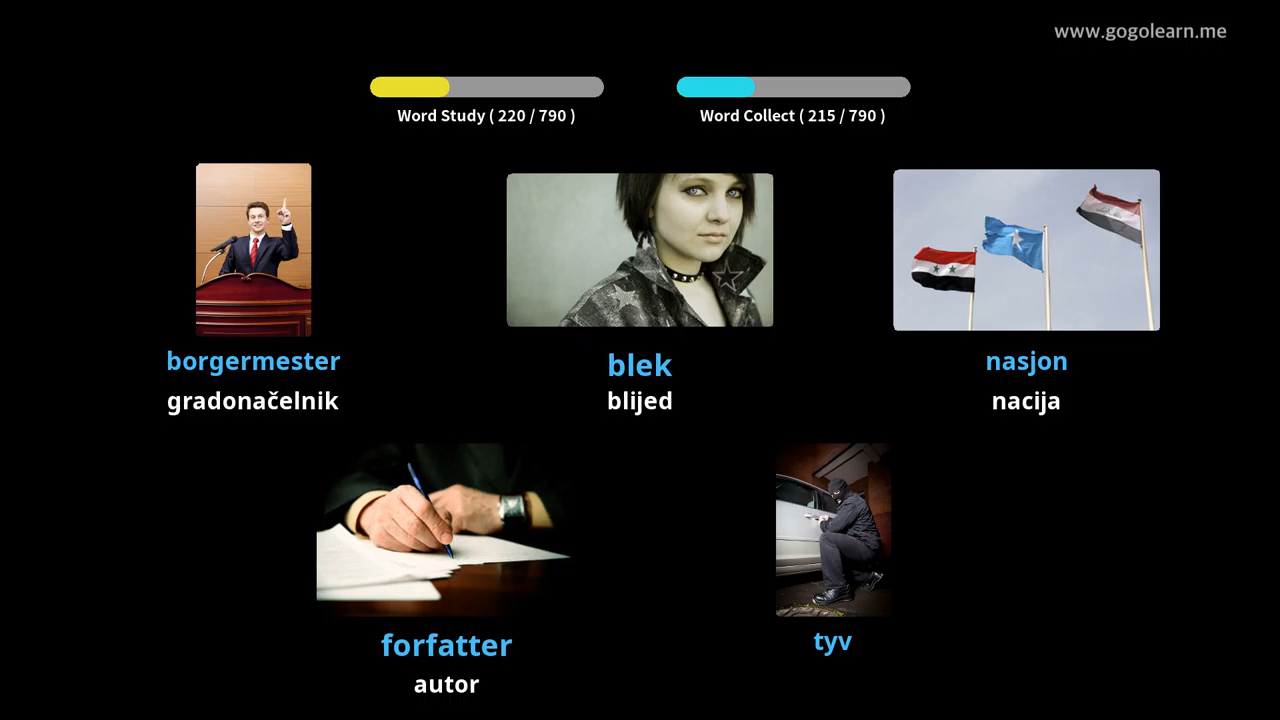 www.gogolearn.me
Word Study ( 220 / 790 )
Word Collect ( 215 / 790 )
borgermester
gradonačelnik
blek
blijed
nasjon
nacija
forfatter
autor
tyv